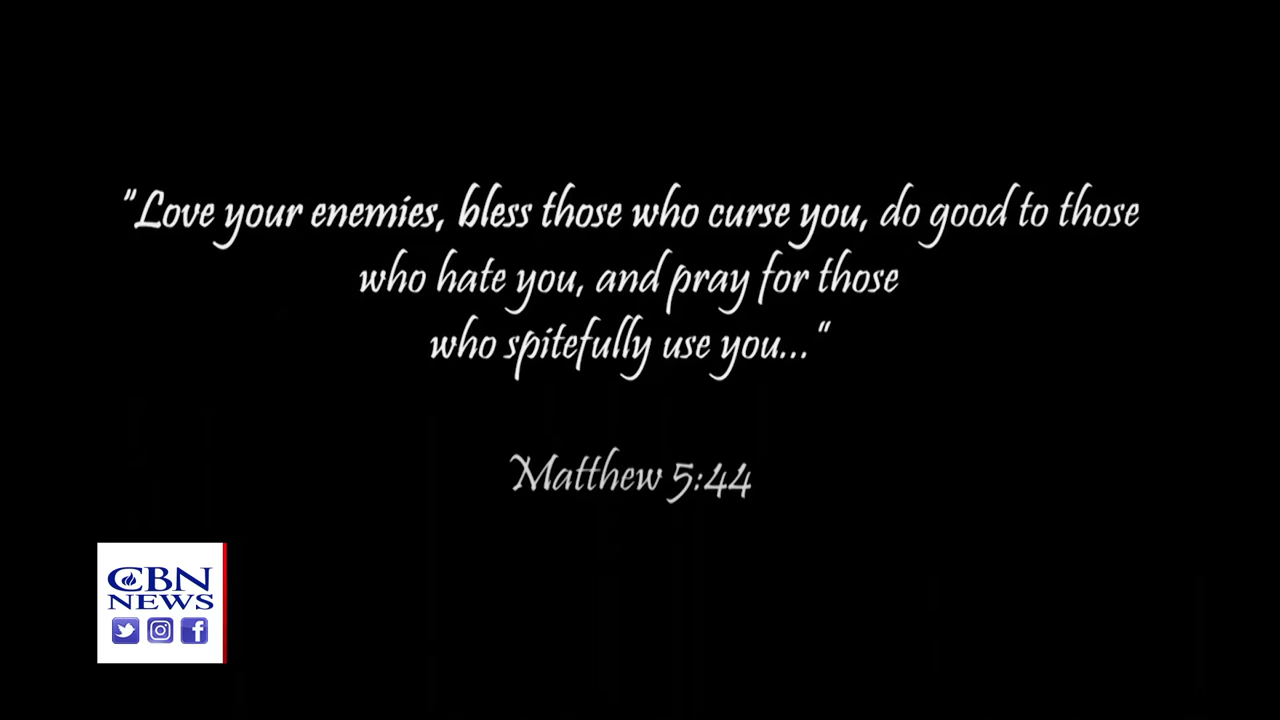 "Love your enemies, bless those who curse you, do good to those
who hate you, and pray for those
who spitefully use you..."
Matthew 5:44
CBN
NEWS